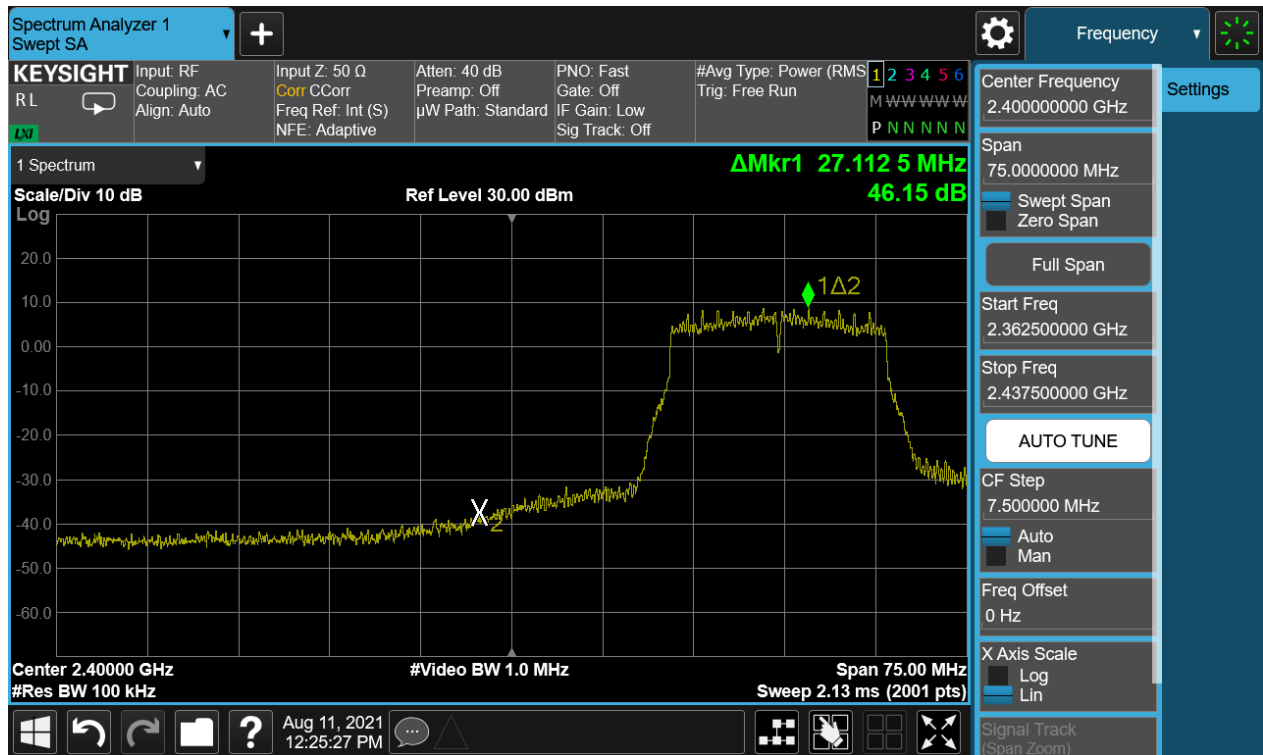 Spectrum Analyzer 1
Swept SA
+
Frequency
KEYSIGHT
RL
LXI
Input: RF
Coupling: AC
Align: Auto
Input Z: 50 Ω
Corr CCorr
Freq Ref: Int (S)
NFE: Adaptive
Atten: 40 dB
Preamp: Off
µW Path: Standard
PNO: Fast
Gate: Off
IF Gain: Low
Sig Track: Off
#Avg Type: Power (RMS
Trig: Free Run
1 2 3 4 5 6
M W W W W W
P N N N N N
1 Spectrum
Scale/Div 10 dB
Log
Ref Level 30.00 dBm
ΔMkr1 27.112 5 MHz
46.15 dB
20.0
10.0
0.00
-10.0
-20.0
-30.0
-40.0
-50.0
-60.0
1Δ2
X2
Center 2.40000 GHz
#Video BW 1.0 MHz
Span 75.00 MHz
#Res BW 100 kHz
Sweep 2.13 ms (2001 pts)
Center Frequency
2.400000000 GHz
Settings
Span
75.0000000 MHz
Swept Span
Zero Span
Full Span
Start Freq
2.362500000 GHz
Stop Freq
2.437500000 GHz
AUTO TUNE
CF Step
7.500000 MHz
Auto
Man
Freq Offset
0 Hz
X Axis Scale
Log
Lin
Signal Track
(Span Zoom)
?
Aug 11, 2021
12:25:27 PM